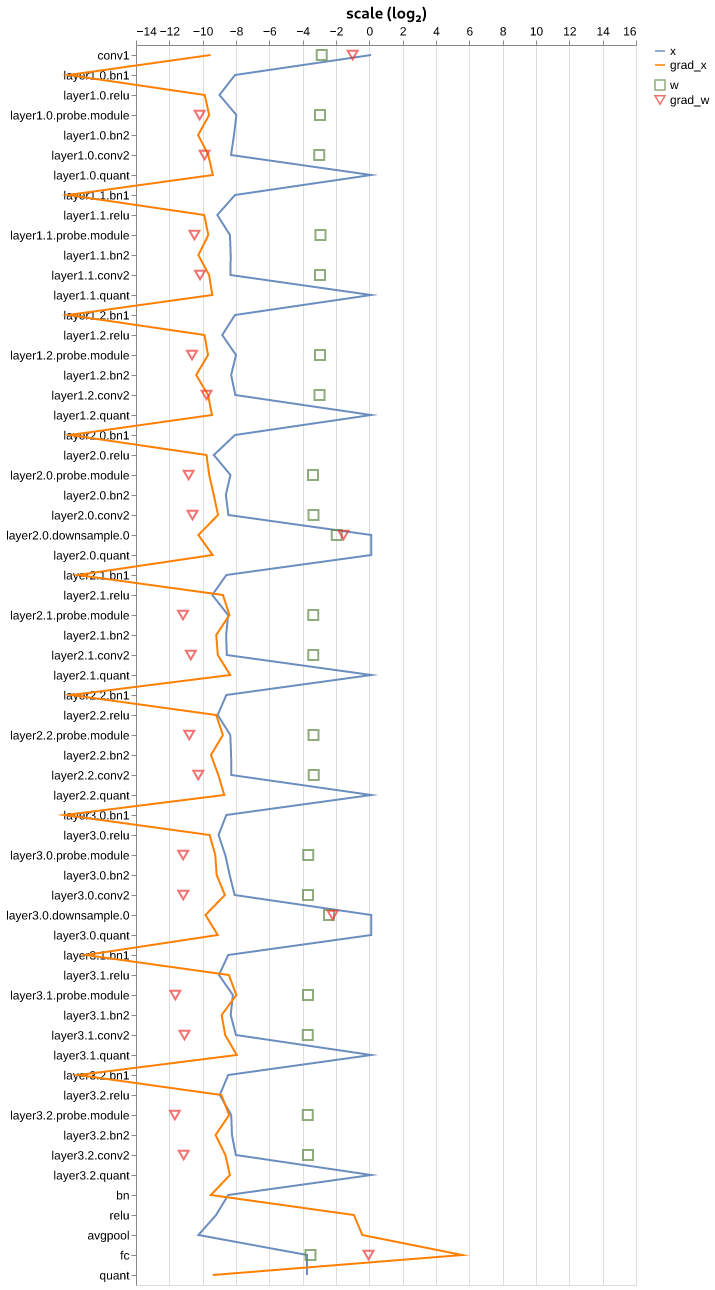 scale (log₂)
−14 −12 −10 −8 −6 −4 −2 0 2 4 6 8 10 12 14 16
x
grad_x
w
grad_w
conv1
layer1.0.bn1
layer1.0.relu
layer1.0.probe.module
layer1.0.bn2
layer1.0.conv2
layer1.0.quant
layer1.1.bn1
layer1.1.relu
layer1.1.probe.module
layer1.1.bn2
layer1.1.conv2
layer1.1.quant
layer1.2.bn1
layer1.2.relu
layer1.2.probe.module
layer1.2.bn2
layer1.2.conv2
layer1.2.quant
layer2.0.bn1
layer2.0.relu
layer2.0.probe.module
layer2.0.bn2
layer2.0.conv2
layer2.0.downsample.0
layer2.0.quant
layer2.1.bn1
layer2.1.relu
layer2.1.probe.module
layer2.1.bn2
layer2.1.conv2
layer2.1.quant
layer2.2.bn1
layer2.2.relu
layer2.2.probe.module
layer2.2.bn2
layer2.2.conv2
layer2.2.quant
layer3.0.bn1
layer3.0.relu
layer3.0.probe.module
layer3.0.bn2
layer3.0.conv2
layer3.0.downsample.0
layer3.0.quant
layer3.1.bn1
layer3.1.relu
layer3.1.probe.module
layer3.1.bn2
layer3.1.conv2
layer3.1.quant
layer3.2.bn1
layer3.2.relu
layer3.2.probe.module
layer3.2.bn2
layer3.2.conv2
layer3.2.quant
bn
relu
avgpool
fc
quant